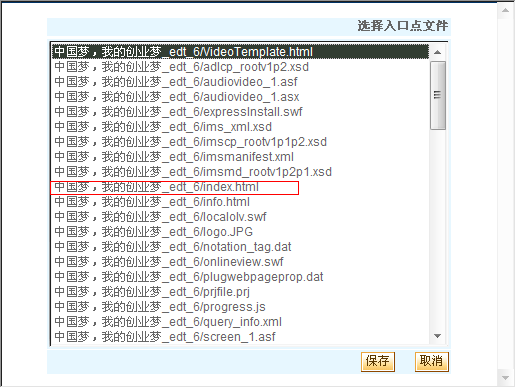 选择入口点文件
中国梦，我的创业梦_edt_6/VideoTemplate.html
中国梦，我的创业梦_edt_6/adlcp_rootv1p2.xsd
中国梦，我的创业梦_edt_6/audiovideo_1.asf
中国梦，我的创业梦_edt_6/audiovideo_1.asx
中国梦，我的创业梦_edt_6/expressInstall.swf
中国梦，我的创业梦_edt_6/ims_xml.xsd
中国梦，我的创业梦_edt_6/imscp_rootv1p1p2.xsd
中国梦，我的创业梦_edt_6/imsmanifest.xml
中国梦，我的创业梦_edt_6/imsmd_rootv1p2p1.xsd
中国梦，我的创业梦_edt_6/index.html
中国梦，我的创业梦_edt_6/info.html
中国梦，我的创业梦_edt_6/localolv.swf
中国梦，我的创业梦_edt_6/logo.JPG
中国梦，我的创业梦_edt_6/notation_tag.dat
中国梦，我的创业梦_edt_6/onlineview.swf
中国梦，我的创业梦_edt_6/plugwebpageprop.dat
中国梦，我的创业梦_edt_6/prjfile.prj
中国梦，我的创业梦_edt_6/progress.js
中国梦，我的创业梦_edt_6/query_info.xml
中国梦，我的创业梦_edt_6/screen_1.asf
保存 取消